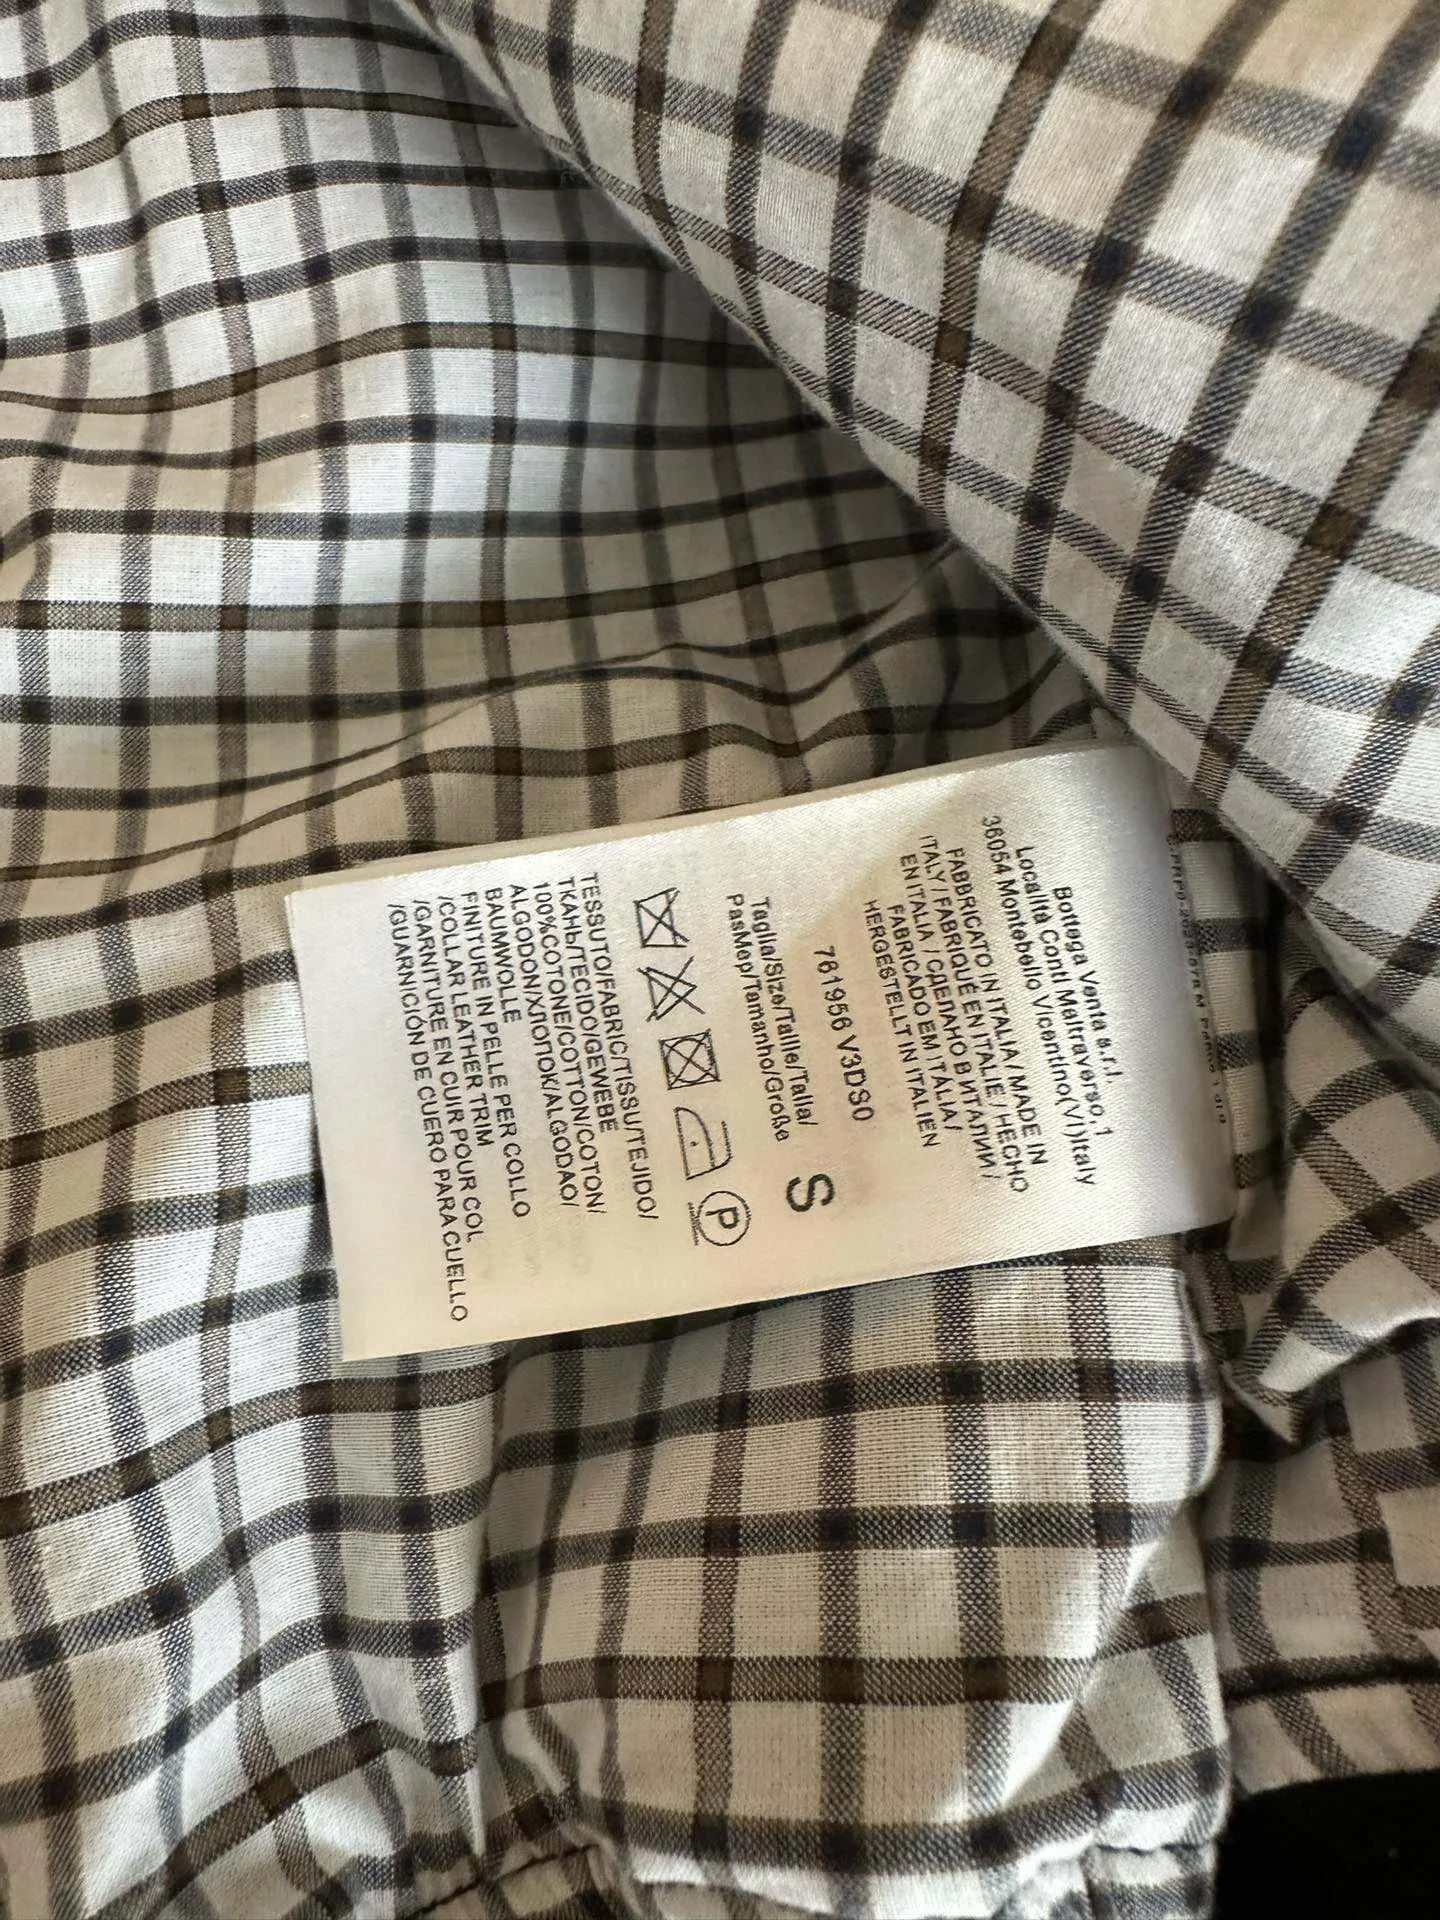 Bottega Veneta s.r.l.
Località Conti Maltraverso, 1
36054 Montebello Vicentino(VI)Italy
FABBRICATO IN ITALIA / MADE IN
ITALY / FABRIQUÉ EN ITALIE / HECHO
EN ITALIA / СДЕЛАНО В ИТАЛИИ /
FABRICADO EM ITÁLIA /
HERGESTELLT IN ITALIEN
781956 V3DS0
Taglia/Size/Taille/Talla/
Размер/Tamanho/Größe
S
P
TESSUTO/FABRIC/TISSU/TEJIDO/
ТКАНЬ/TECIDO/GEWEBE
100%COTONE/COTTON/COTON/
ALGODON/ХЛОПОК/ALGODAO/
BAUMWOLLE
FINITURE IN PELLE PER COLLO
/COLLAR LEATHER TRIM
/GARNITURE EN CUIR POUR COL
/GUARNICIÓN DE CUERO PARA CUELLO